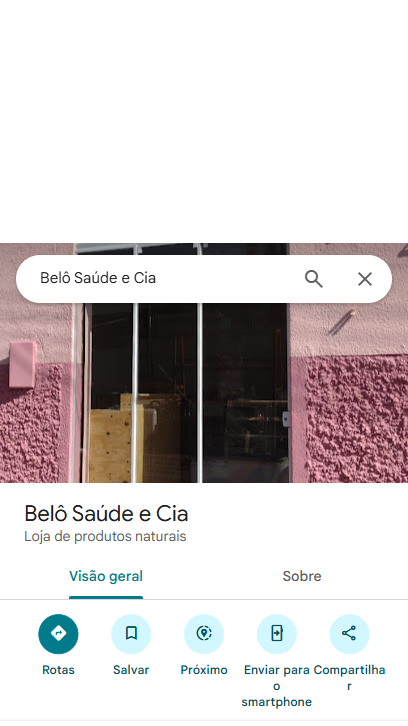 Belô Saúde e Cia
Belô Saúde e Cia
Loja de produtos naturais
Visão geral
Sobre
Rotas
Salvar
Próximo
Enviar para
o
smartphone
Compartilha
r